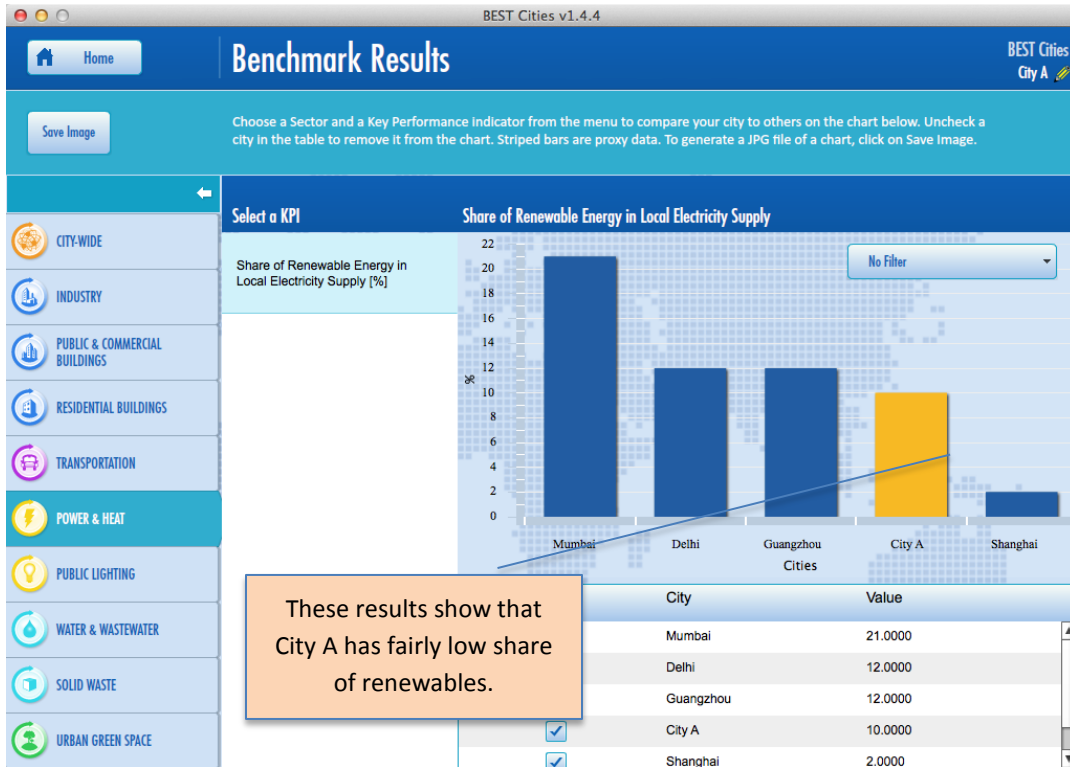 BEST Cities v1.4.4
Home
Benchmark Results
BEST Cities
City A
Save Image
Choose a Sector and a Key Performance indicator from the menu to compare your city to others on the chart below. Uncheck a
city in the table to remove it from the chart. Striped bars are proxy data. To generate a JPG file of a chart, click on Save Image.
CITY-WIDE
INDUSTRY
PUBLIC & COMMERCIAL
BUILDINGS
RESIDENTIAL BUILDINGS
TRANSPORTATION
POWER & HEAT
PUBLIC LIGHTING
WATER & WASTEWATER
SOLID WASTE
URBAN GREEN SPACE
Select a KPI
Share of Renewable Energy in
Local Electricity Supply [%]
Share of Renewable Energy in Local Electricity Supply
No Filter
22
20
18
16
14
12
10
8
6
4
2
0
%
Mumbai Delhi Guangzhou City A Shanghai
Cities
These results show that
City A has fairly low share
of renewables.
City Value
Mumbai 21.0000
Delhi 12.0000
Guangzhou 12.0000
City A 10.0000
Shanghai 2.0000